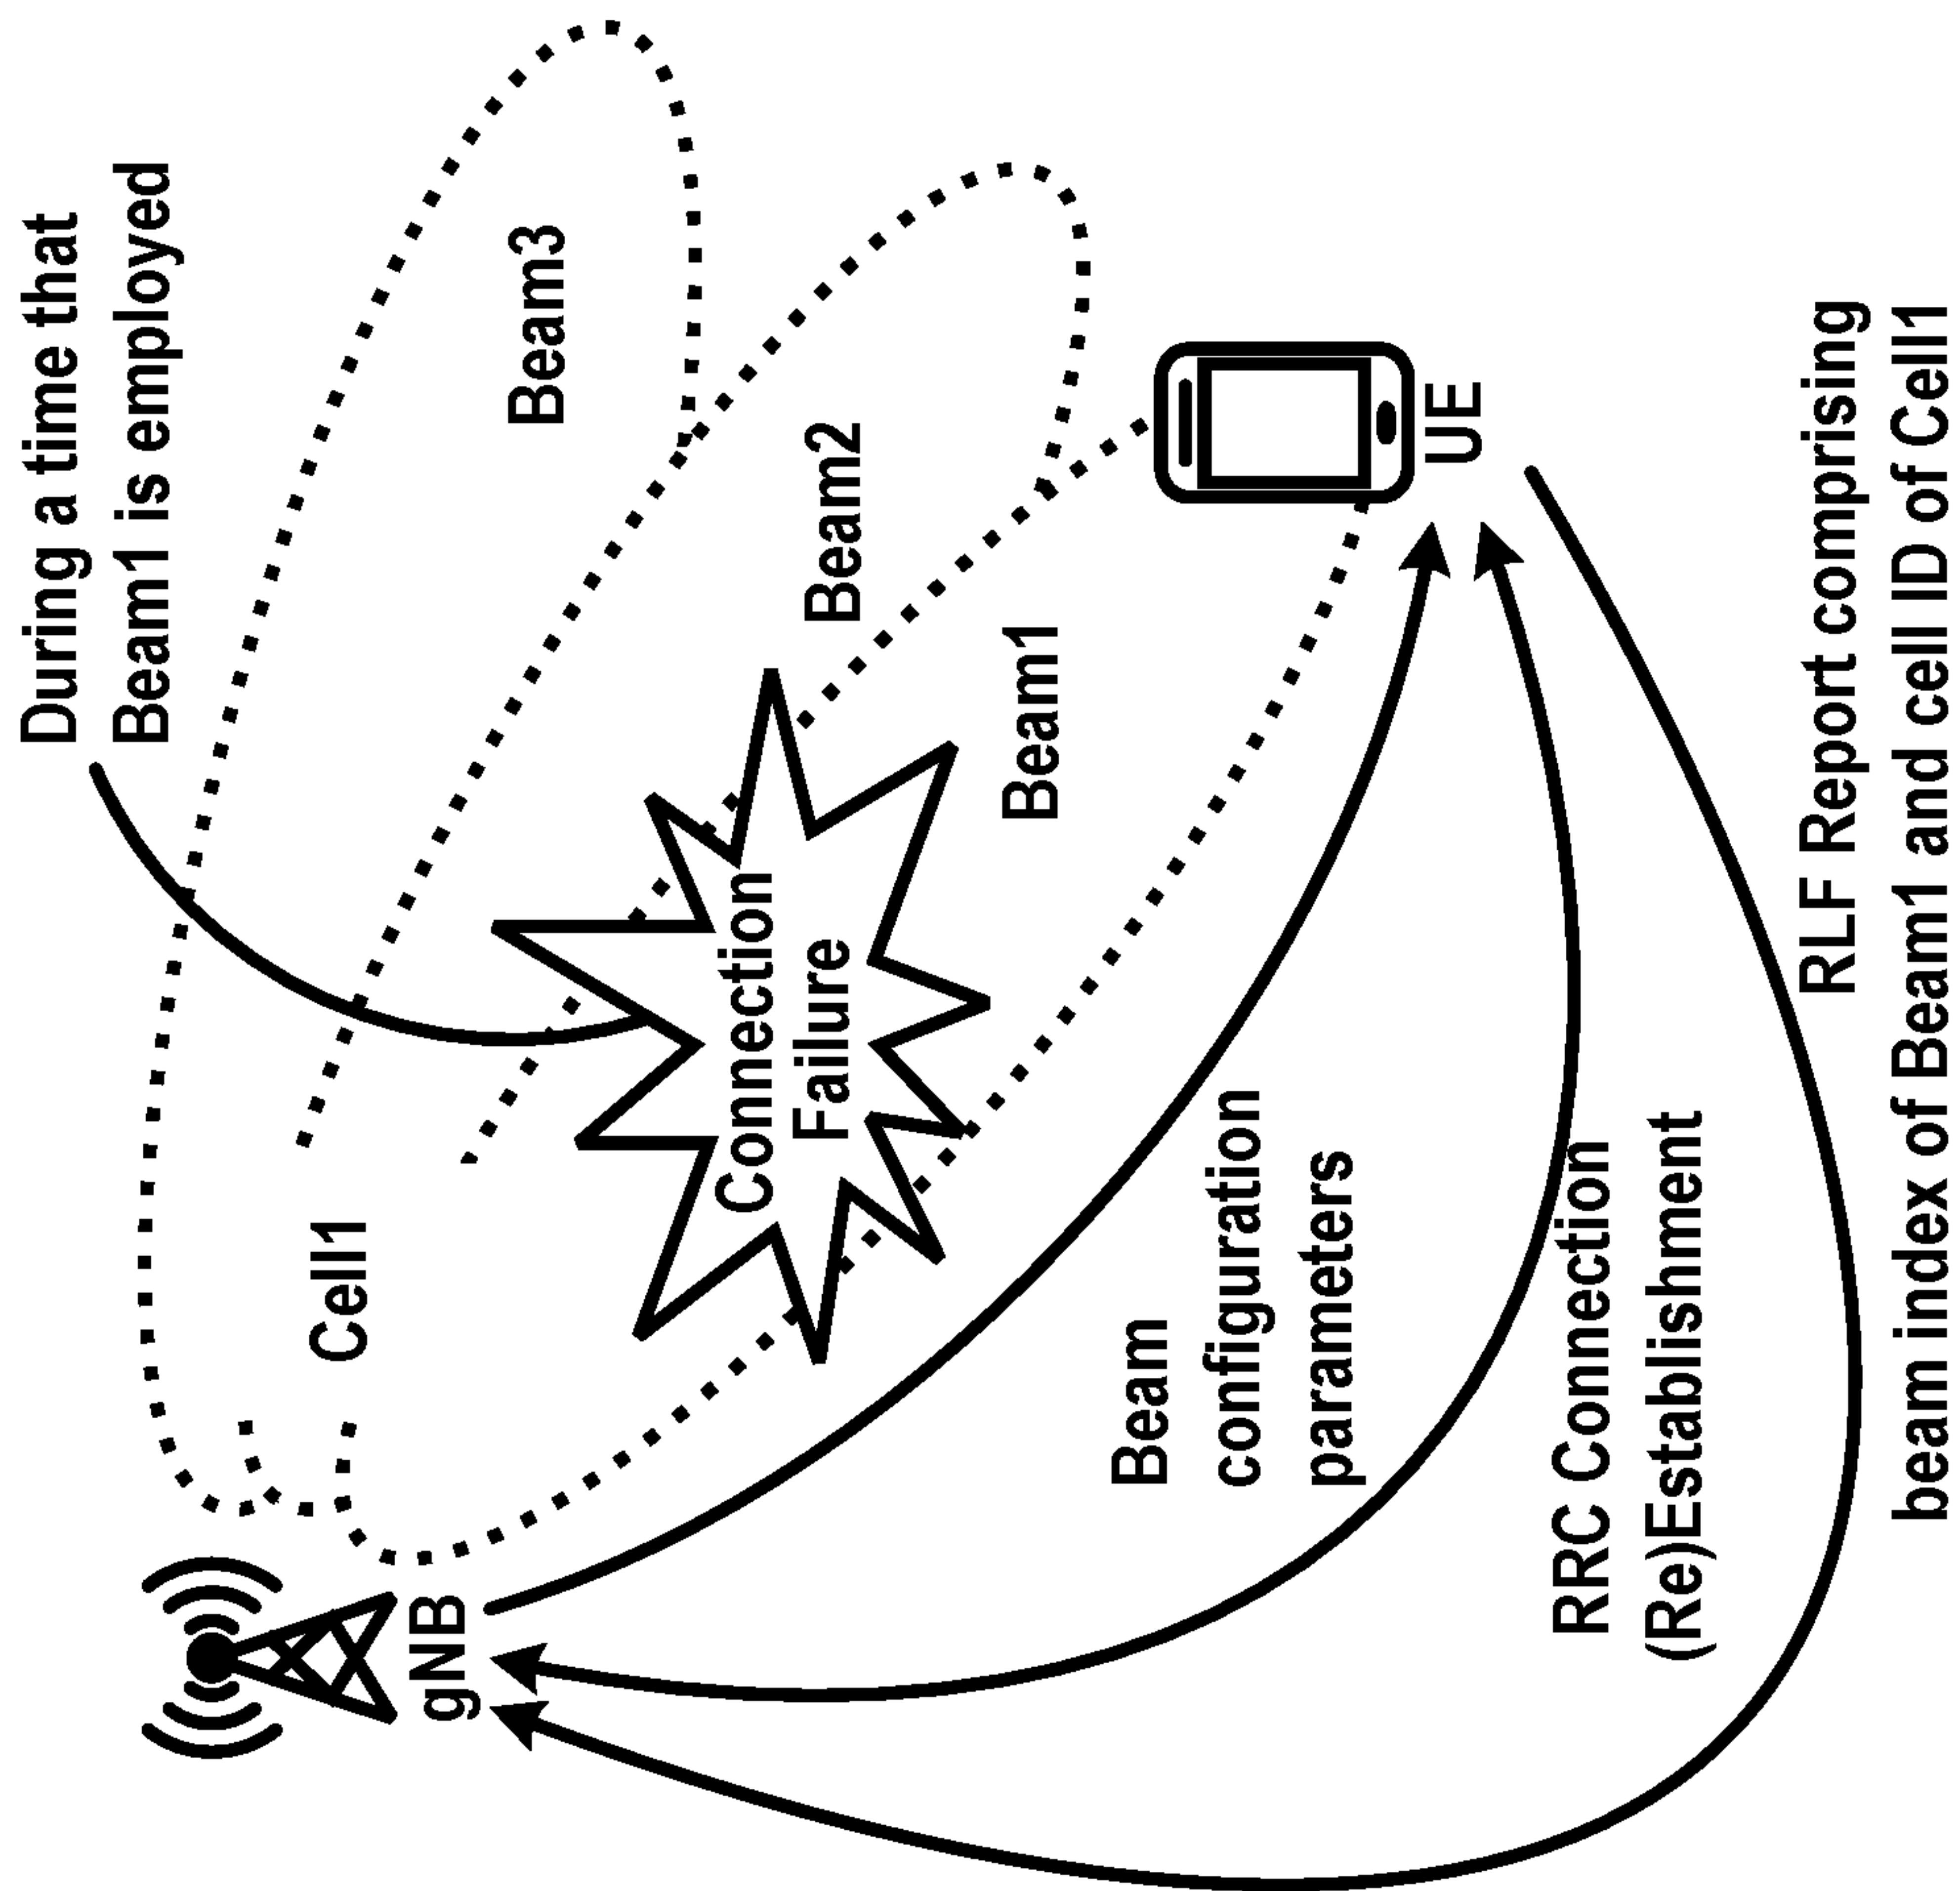 During a time that
Beam1 is employed
Cell1
Beam3
Beam2
Beam1
Connection
Failure
gNB
UE
Beam
configuration
parameters
RRC Connection
(Re)Establishment
RLF Report comprising
beam index of Beam1 and cell ID of Cell1